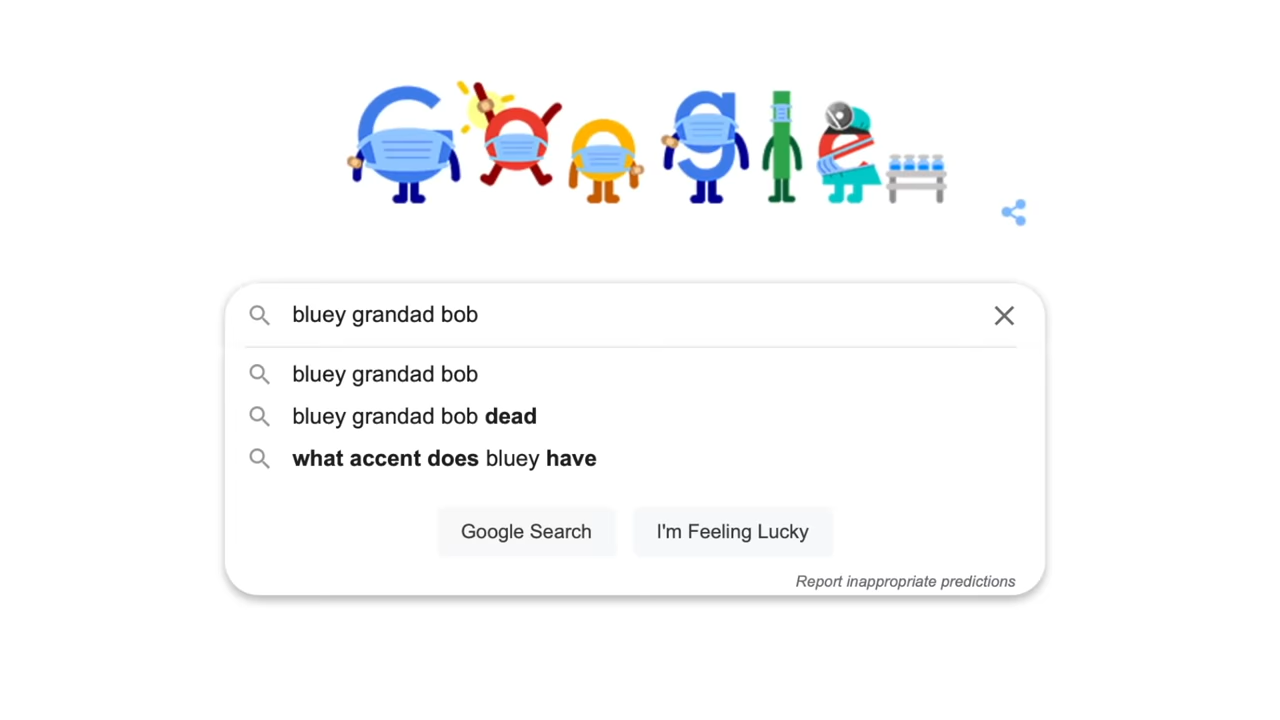 Google
bluey grandad bob
bluey grandad bob
bluey grandad bob dead
what accent does bluey have
Google Search
I'm Feeling Lucky
Report inappropriate predictions